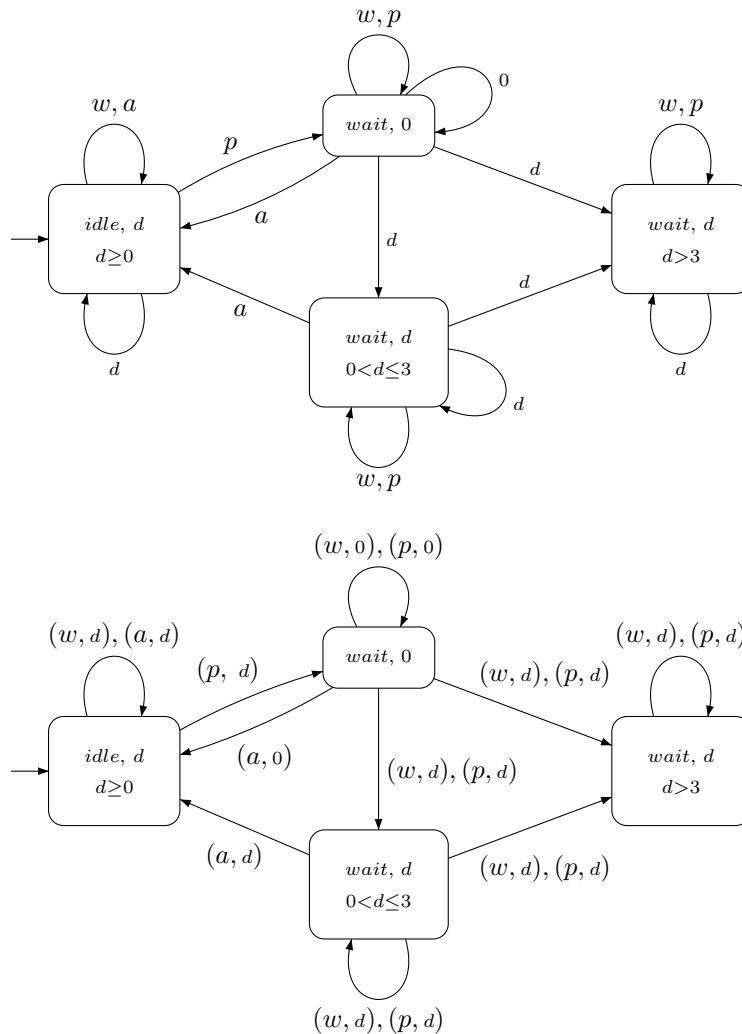 w, p
0
w, a
wait, 0
w, p
p
d
a
idle, d
d≥0
wait, d
d>3
d
d
a
wait, d
0<d≤3
d
d
d
w, p
(w, 0), (p, 0)
(w, d), (a, d)
wait, 0
(w, d), (p, d)
(p, d)
(w, d), (p, d)
(a, 0)
idle, d
d≥0
(w, d), (p, d)
wait, d
d>3
(a, d)
wait, d
0<d≤3
(w, d), (p, d)
(w, d), (p, d)